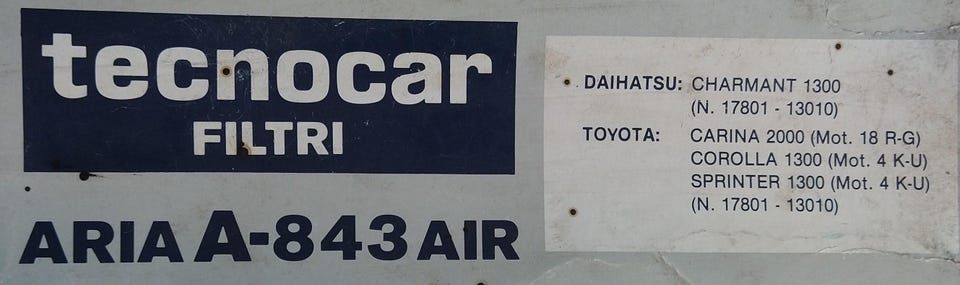 tecnocar
FILTRI
ARIA A-843 AIR
DAIHATSU: CHARMANT 1300
(N. 17801 - 13010)
TOYOTA: CARINA 2000 (Mot. 18 R-G)
COROLLA 1300 (Mot. 4 K-U)
SPRINTER 1300 (Mot. 4 K-U)
(N. 17801 - 13010)